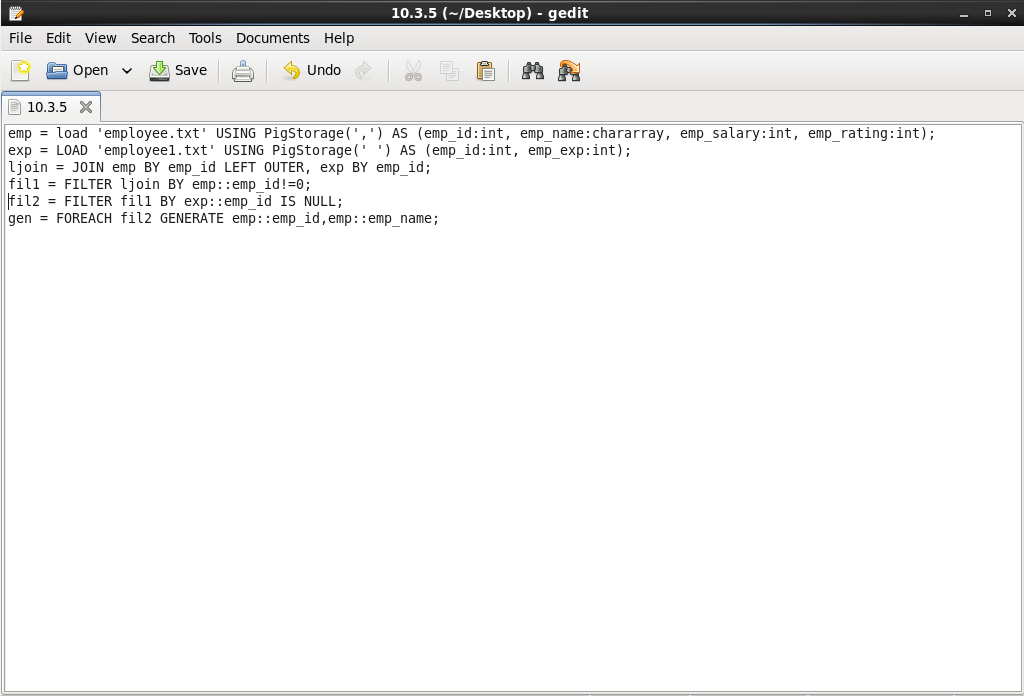 10.3.5 (~/Desktop) - gedit
File Edit View Search Tools Documents Help
Open Save Undo
10.3.5
emp = load 'employee.txt' USING PigStorage(',') AS (emp_id:int, emp_name:chararray, emp_salary:int, emp_rating:int);
exp = LOAD 'employee1.txt' USING PigStorage(' ') AS (emp_id:int, emp_exp:int);
ljoin = JOIN emp BY emp_id LEFT OUTER, exp BY emp_id;
fil1 = FILTER ljoin BY emp::emp_id!=0;
fil2 = FILTER fil1 BY exp::emp_id IS NULL;
gen = FOREACH fil2 GENERATE emp::emp_id,emp::emp_name;